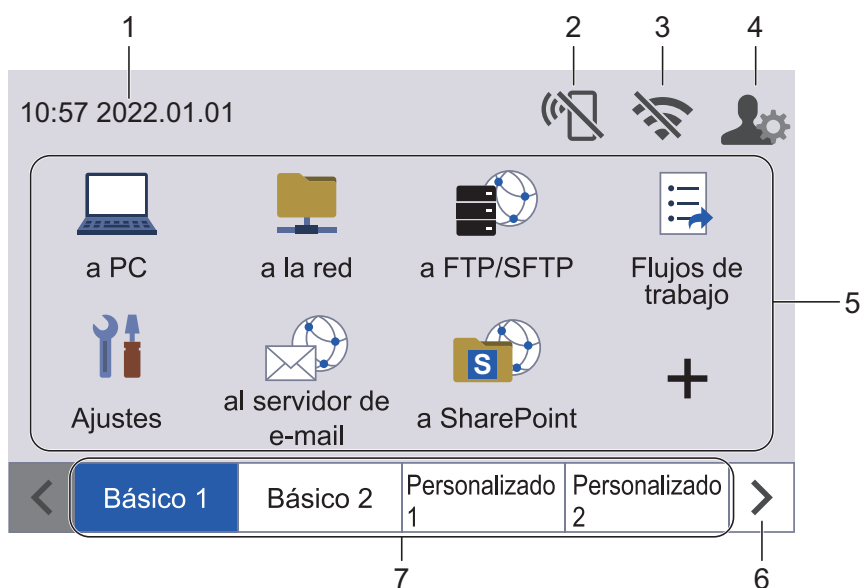 1
2
3
4
10:57 2022.01.01
a PC
a la red
a FTP/SFTP
Flujos de
trabajo
5
Ajustes
al servidor de
e-mail
S
a SharePoint
Básico 1
Básico 2
Personalizado
1
Personalizado
2
7
6